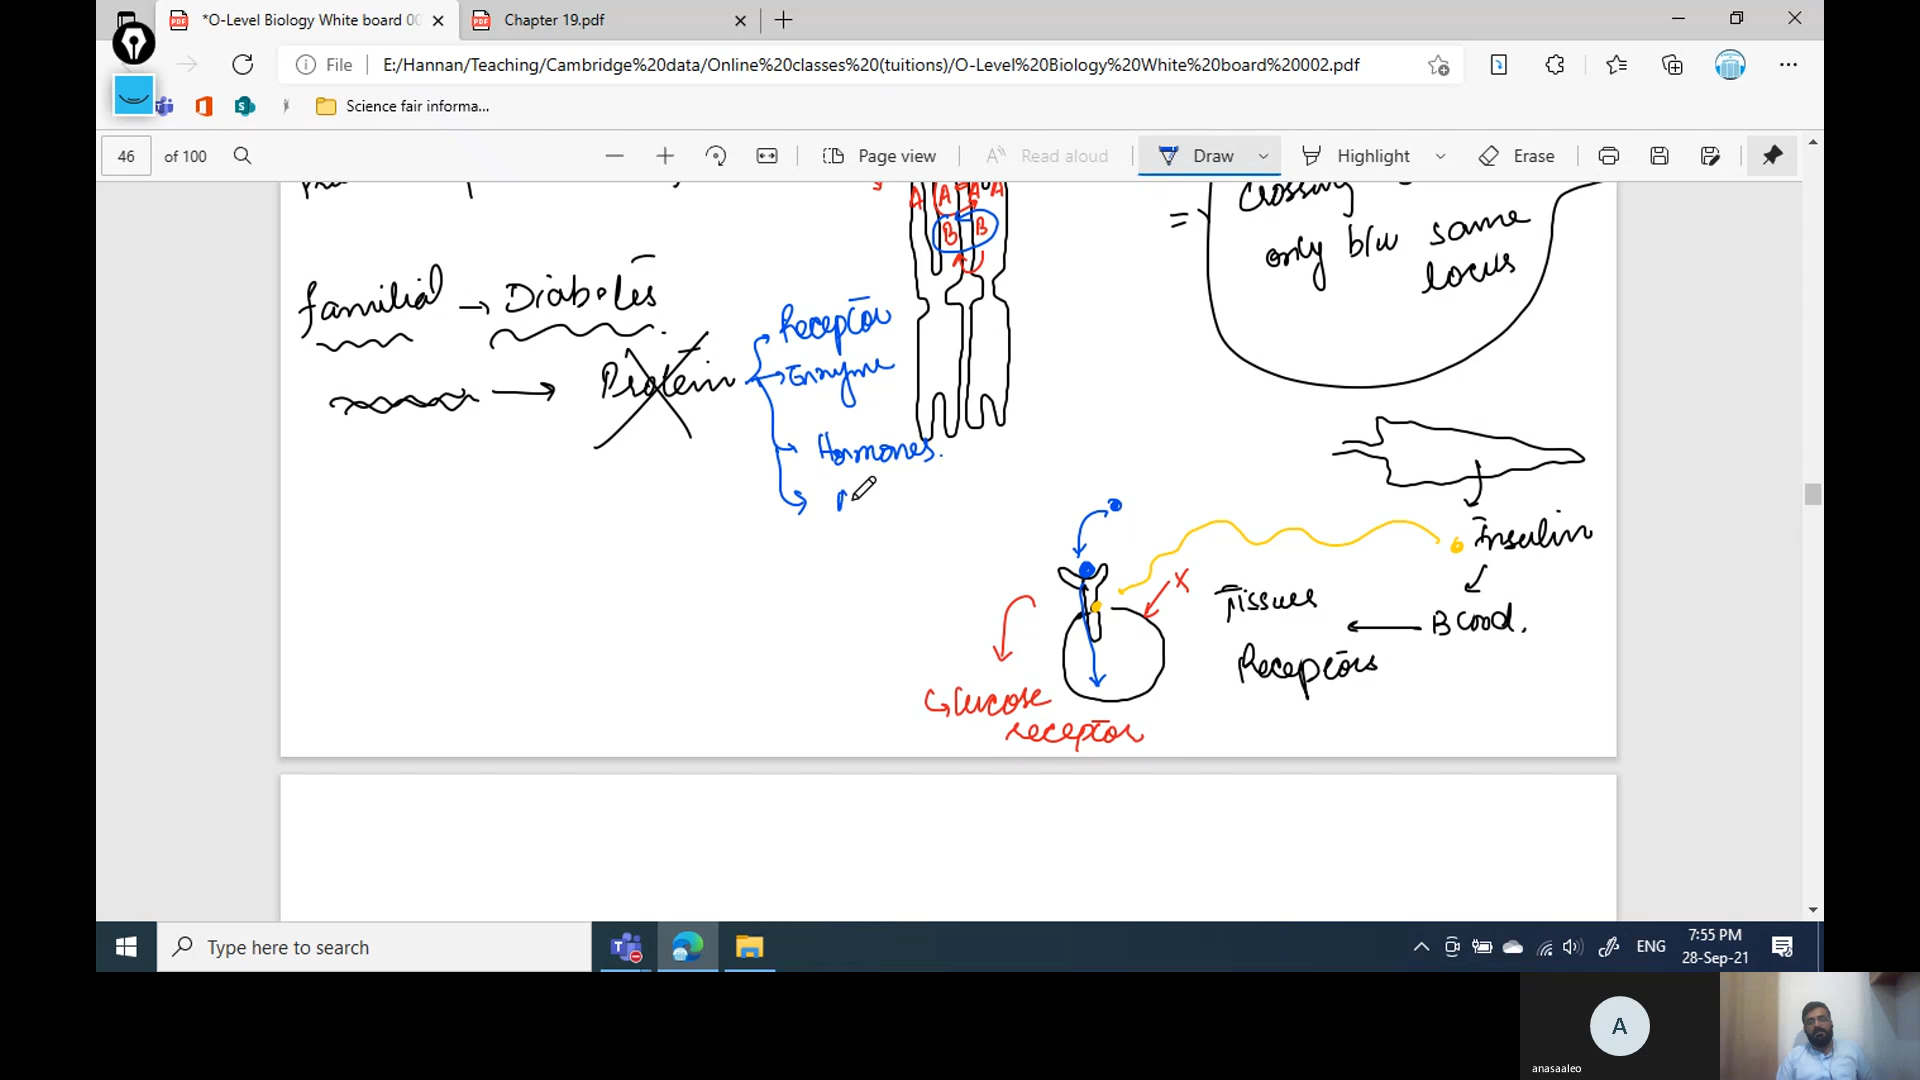 *O-Level Biology White board 00
Chapter 19.pdf
File
E:/Hannan/Teaching/Cambridge%20data/Online%20classes%20(tuitions)/O-Level%20Biology%20White%20board%20002.pdf
Science fair informa...
46
of 100
Page view
Read aloud
Draw
Highlight
Erase
A A A A
B B
=
Crossing
only b/w same
locus
familial → Diabetes
Receptor
→ Protein
Enzyme
Hormones.
Insulin
Blood.
X
Tissues
Receptors
Glucose
receptor
Type here to search
ENG
7:55 PM
28-Sep-21
A
anasaaleo